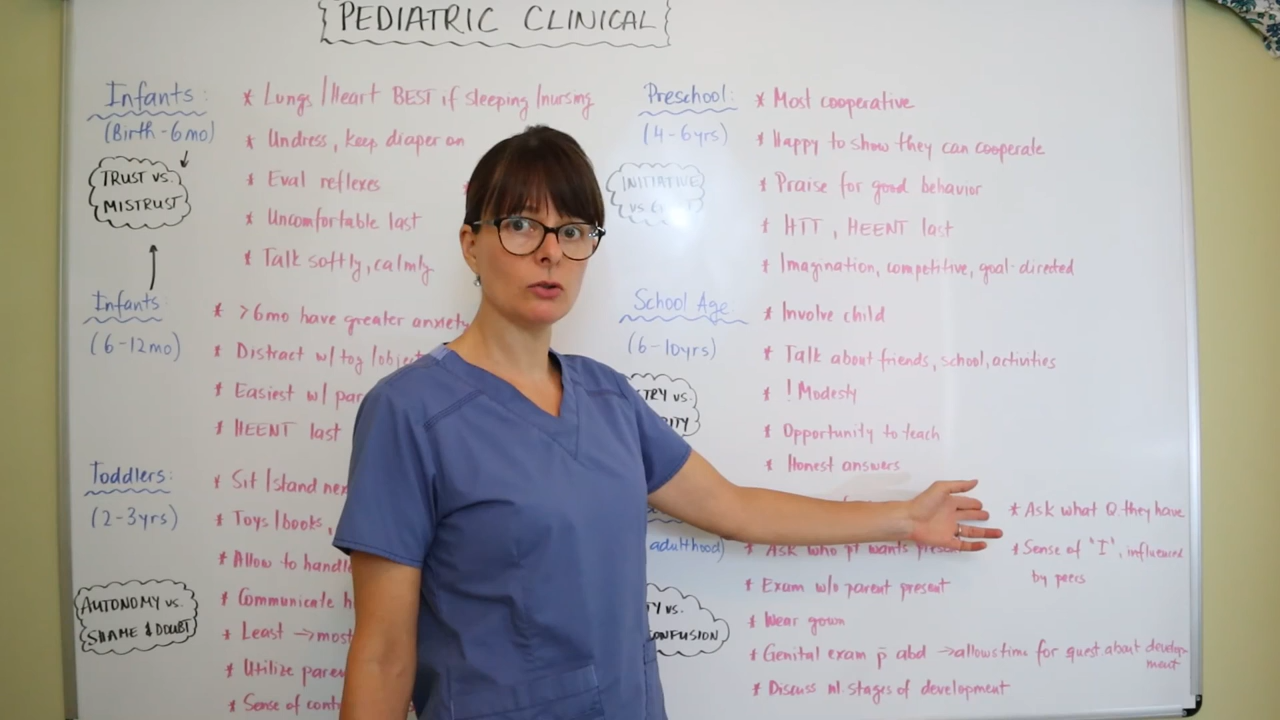 PEDIATRIC CLINICAL
Infants:
(Birth-6mo)
TRUST vs.
MISTRUST
* Lungs/Heart BEST if sleeping/nursing
* Undress, keep diaper on
* Eval reflexes
* Uncomfortable last
* Talk softly, calmly
Infants:
(6-12mo)
* >6mo have greater anxiety
* Distract w/ toy/object
* Easiest w/
* HEENT last
Toddlers:
(2-3yrs)
AUTONOMY vs.
SHAME & DOUBT
* Sit/Stand
* Toys/books,
* Allow to handle
* Communicate
* Least → most
* Utilize
* Sense of
Preschool:
(4-6yrs)
INITIATIVE
vs.
* Most cooperative
* Happy to show they can cooperate
* Praise for good behavior
* HTT, HEENT last
* Imagination, competitive, goal-directed
School Age:
(6-10yrs)
vs.
* Involve child
* Talk about friends, school, activities
* ! Modesty
* Opportunity to teach
* Honest answers
adulthood)
vs.
CONFUSION
* Ask who pt wants present
* Exam w/o parent present
* Wear gown
* Genital exam p̄ abd → allows time for quest about develop-
ment
* Discuss nl. stages of development
* Ask what Q they have
* Sense of "I", influenced
by peers